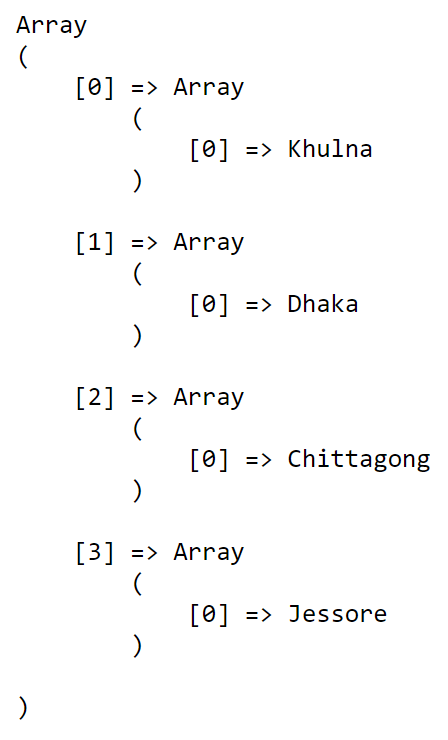 Array
(
    [0] => Array
        (
            [0] => Khulna
        )

    [1] => Array
        (
            [0] => Dhaka
        )

    [2] => Array
        (
            [0] => Chittagong
        )

    [3] => Array
        (
            [0] => Jessore
        )

)